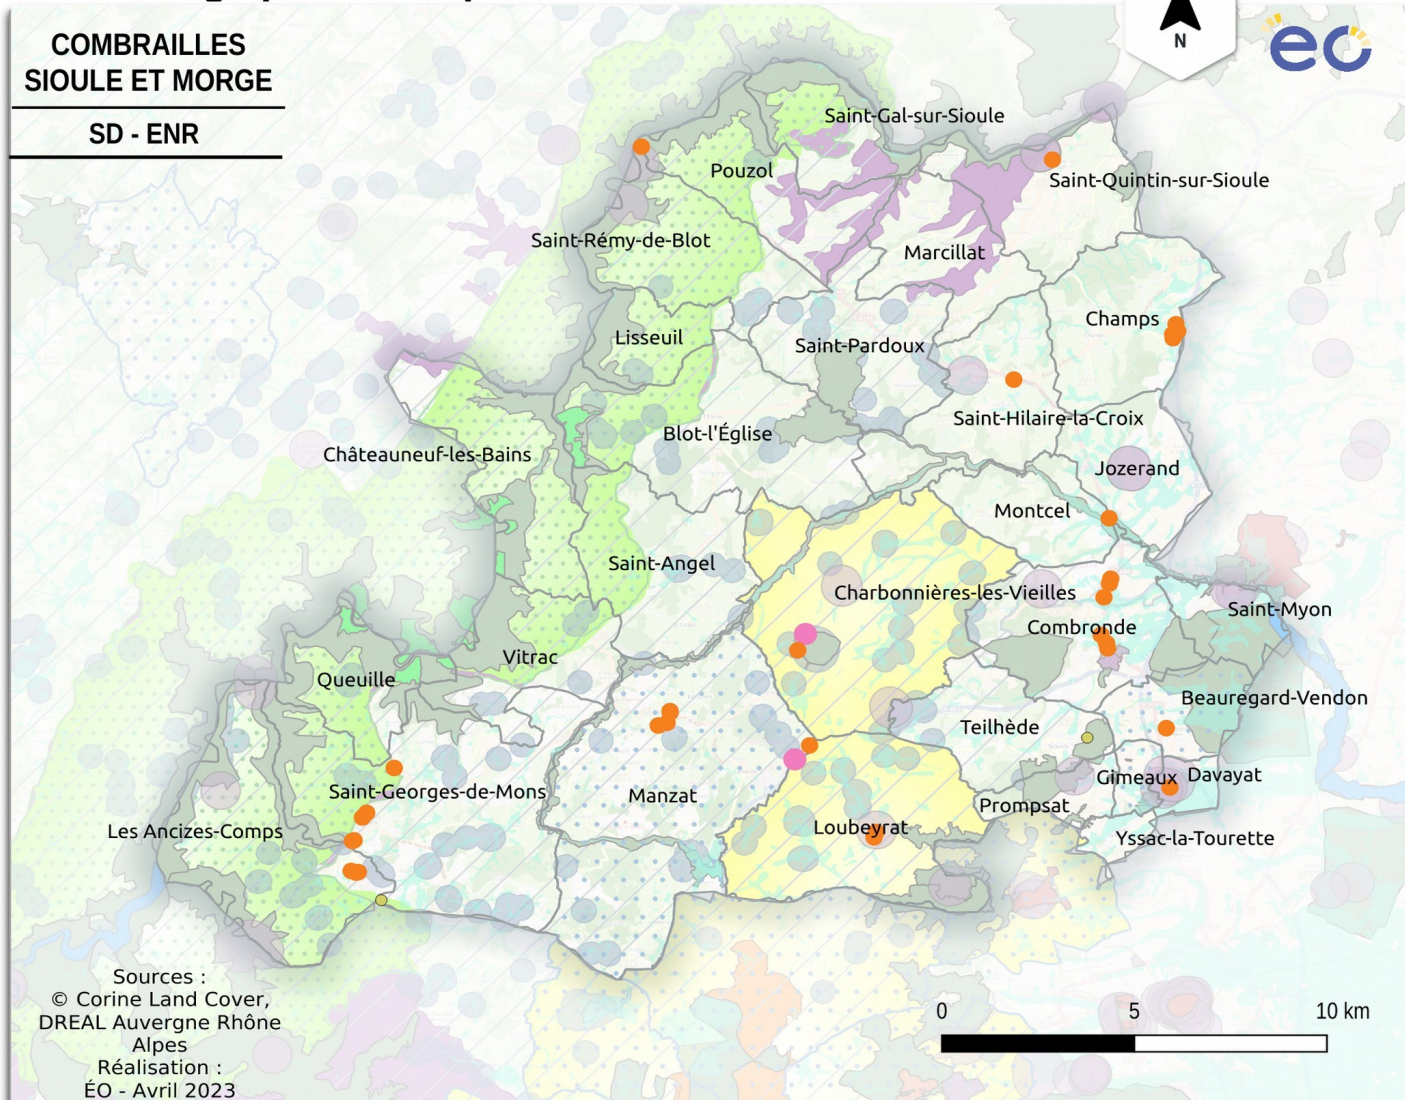 COMBRAILLES
SIOULE ET MORGE
SD - ENR
N
eo
Saint-Gal-sur-Sioule
Pouzol
Saint-Quintin-sur-Sioule
Saint-Rémy-de-Blot
Marcillat
Champs
Lisseuil
Saint-Pardoux
Saint-Hilaire-la-Croix
Blot-l'Église
Châteauneuf-les-Bains
Jozerand
Montcel
Saint-Angel
Charbonnières-les-Vieilles
Saint-Myon
Combronde
Vitrac
Queuille
Beauregard-Vendon
Teilhède
Gimeaux
Davayat
Saint-Georges-de-Mons
Manzat
Prompsat
Loubeyrat
Les Ancizes-Comps
Yssac-la-Tourette
Sources :
© Corine Land Cover,
DREAL Auvergne Rhône
Alpes
Réalisation :
ÉO - Avril 2023
0 5 10 km